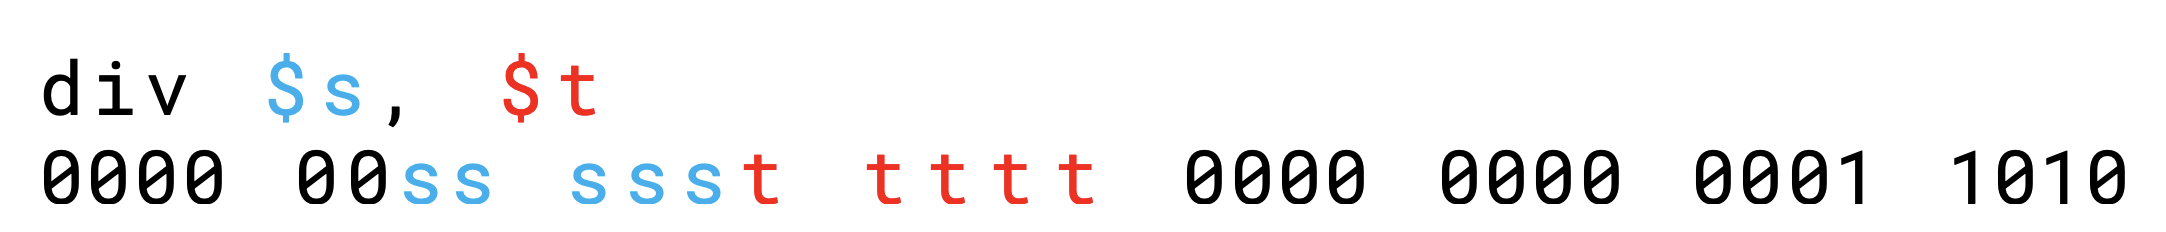 div $s, $t
0000 00ss ssst tttt 0000 0000 0001 1010